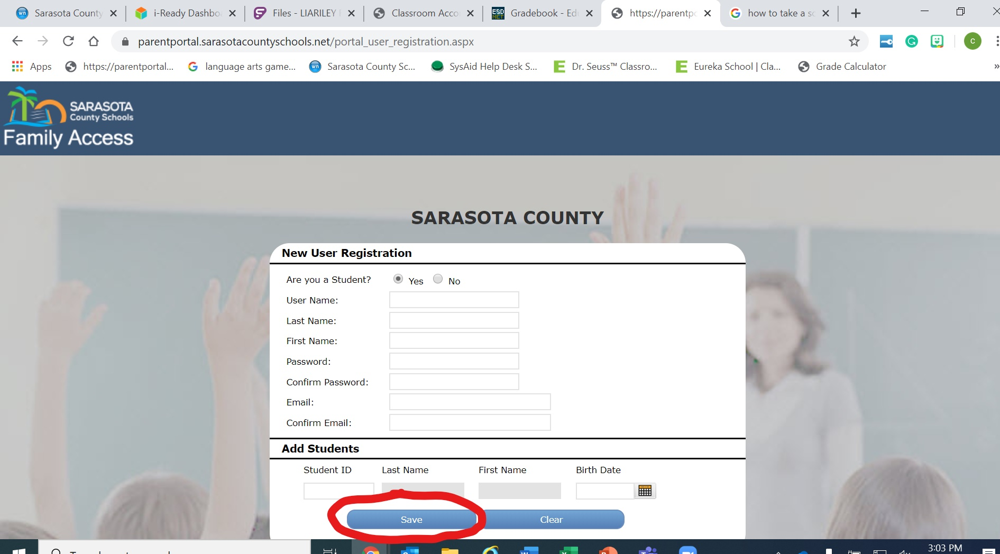 Sarasota County
i-Ready Dashbo
Files - LIARILEY
Classroom Acco
ESD NET
Gradebook - Ed
https://parentp
how to take a sc
parentportal.sarasotacountyschools.net/portal_user_registration.aspx
C
Apps
https://parentportal...
language arts game...
wn
Sarasota County Sc...
SysAid Help Desk S...
Dr. Seuss™ Classro...
Eureka School | Cla...
Grade Calculator
»
SARASOTA
County Schools
Family Access
SARASOTA COUNTY
New User Registration
Are you a Student? Yes No
User Name:
Last Name:
First Name:
Password:
Confirm Password:
Email:
Confirm Email:
Add Students
Student ID Last Name First Name Birth Date
Save Clear
3:03 PM